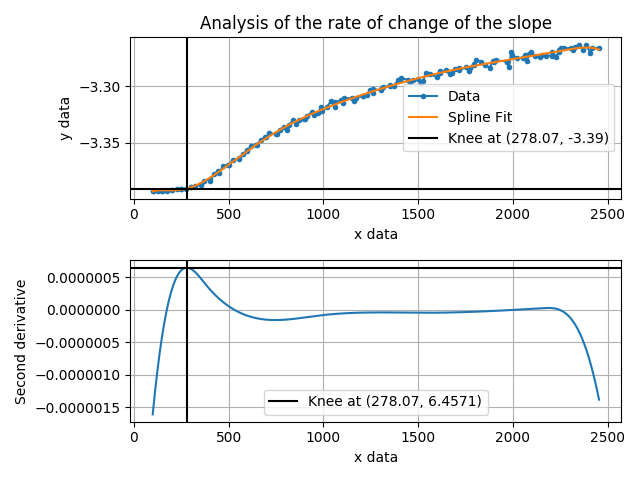 Analysis of the rate of change of the slope
y data
−3.30
−3.35
Data
Spline Fit
Knee at (278.07, -3.39)
0
500
1000
1500
2000
2500
x data
Second derivative
0.0000005
0.0000000
−0.0000005
−0.0000010
−0.0000015
Knee at (278.07, 6.4571)
0
500
1000
1500
2000
2500
x data